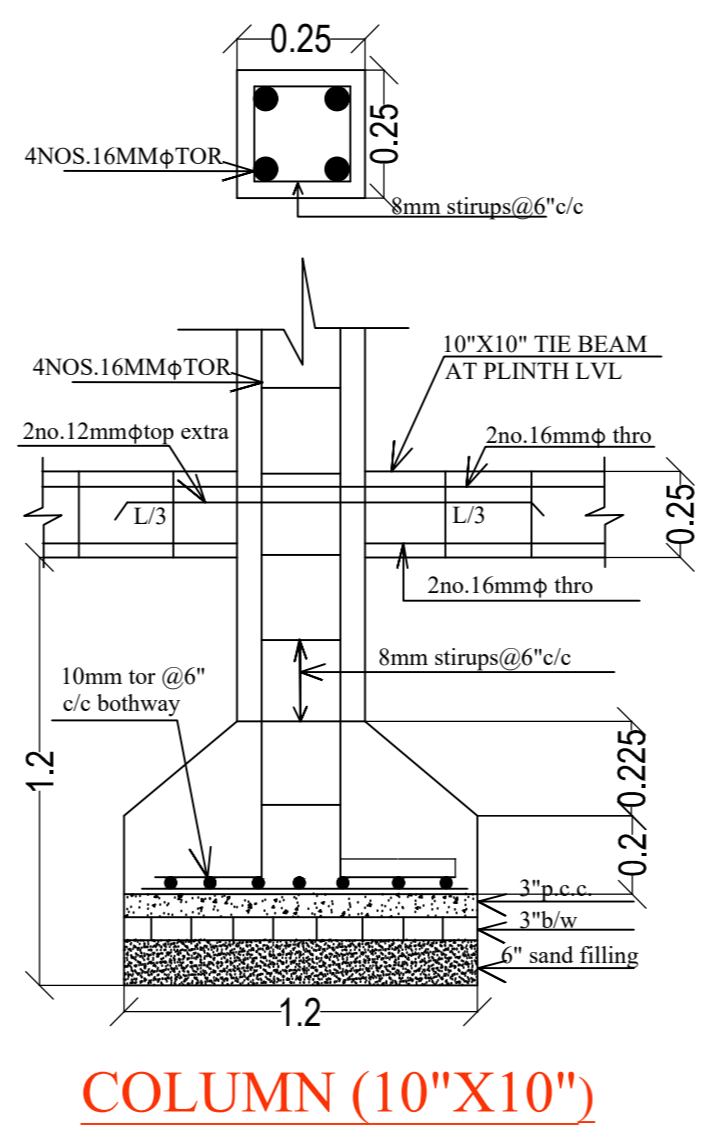 0.25
0.25
4NOS.16MMϕTOR
8mm stirups@6"c/c
4NOS.16MMϕTOR
10"X10" TIE BEAM
AT PLINTH LVL
2no.12mmϕtop extra
2no.16mmϕ thro
L/3
L/3
0.25
2no.16mmϕ thro
8mm stirups@6"c/c
10mm tor @6"
c/c bothway
1.2
0.225
0.2
3"p.c.c.
3"b/w
6" sand filling
1.2
COLUMN (10"X10")